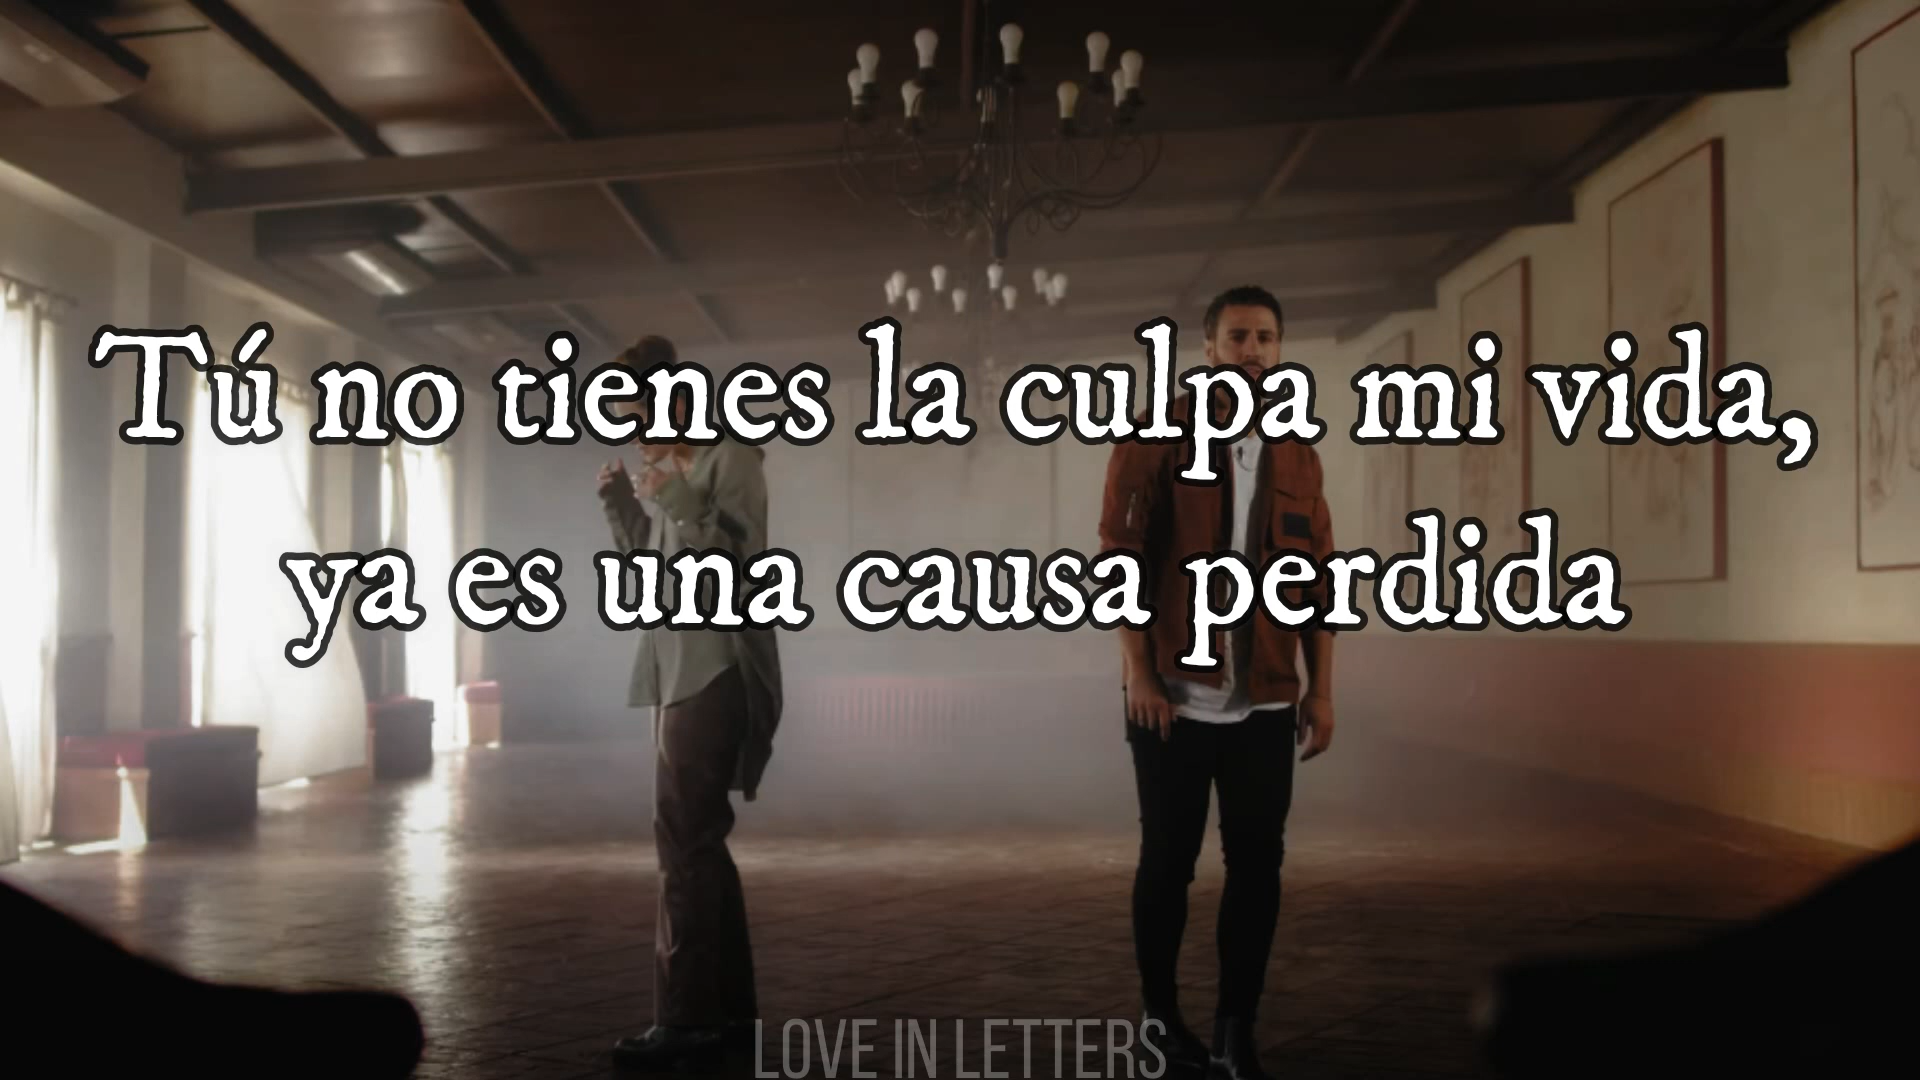 Tú no tienes la culpa mi vida,
ya es una causa perdida
LOVE IN LETTERS